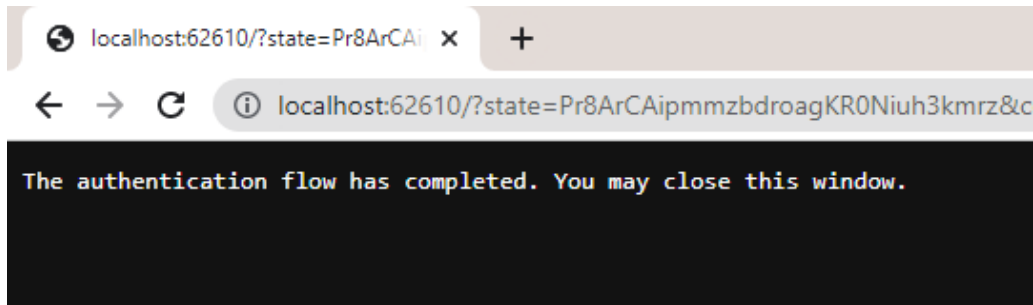 localhost:62610/?state=Pr8ArCAi
localhost:62610/?state=Pr8ArCAipmmzbdroagKR0Niuh3kmrz&c
The authentication flow has completed. You may close this window.